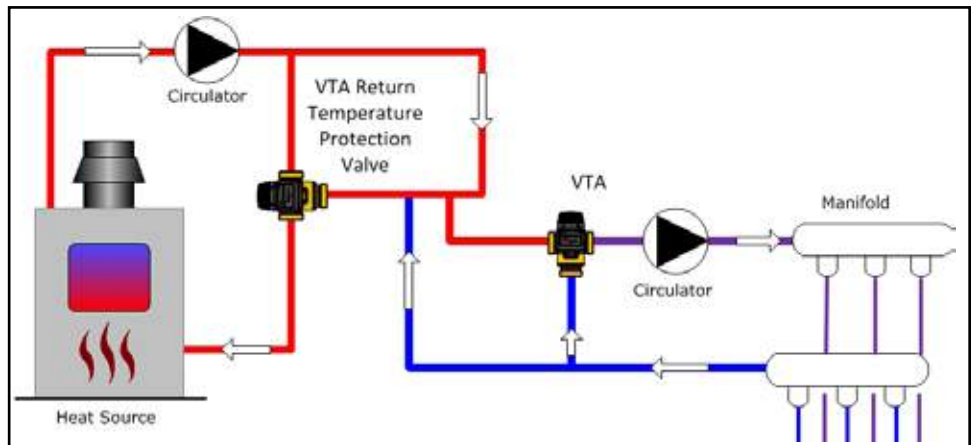 Circulator
VTA Return
Temperature
Protection
Valve
VTA
Manifold
Circulator
Heat Source